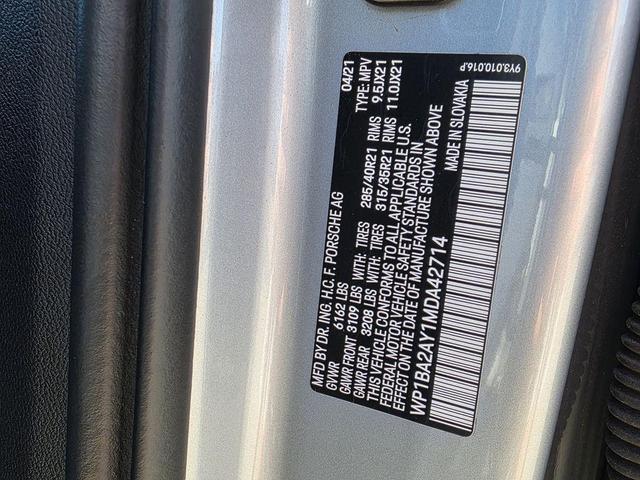 MFD BY DR. ING. H.C. F. PORSCHE AG 04/21
GVWR 6162 LBS TYPE: MPV
GAWR FRONT 3109 LBS WITH: TIRES 285/40R21 RIMS 9.5JX21
GAWR REAR 3208 LBS WITH: TIRES 315/35R21 RIMS 11.0JX21
THIS VEHICLE CONFORMS TO ALL APPLICABLE U.S.
FEDERAL MOTOR VEHICLE SAFETY STANDARDS IN
EFFECT ON THE DATE OF MANUFACTURE SHOWN ABOVE
WP1BA2AY1MDA42714 MADE IN SLOVAKIA
9Y3.010.016.P